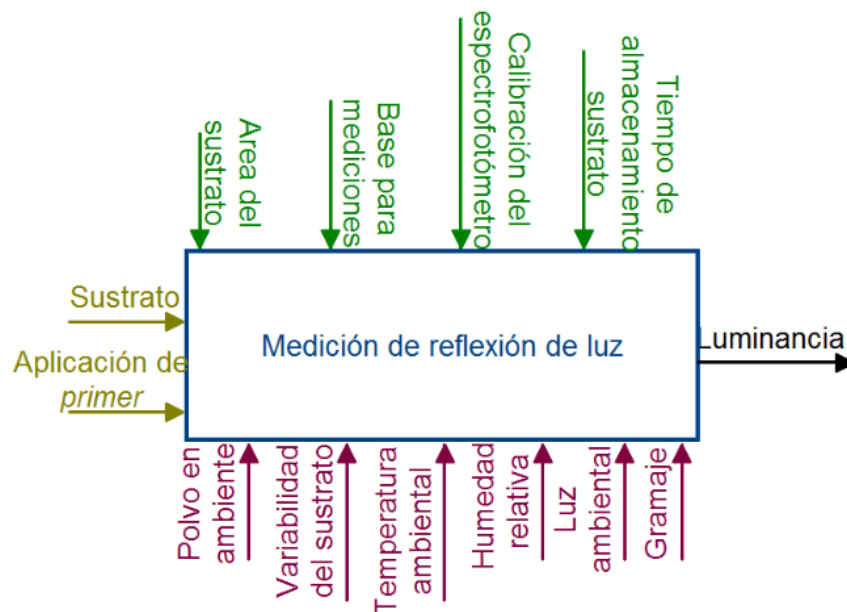 Area del
sustrato
Base para
mediciones
Calibración del
espectrofotómetro
Tiempo de
almacenamiento
sustrato
Sustrato
Aplicación de
primer
Medición de reflexión de luz
Luminancia
Polvo en
ambiente
Variabilidad
del sustrato
Temperatura
ambiental
Humedad
relativa
Luz
ambiental
Gramaje